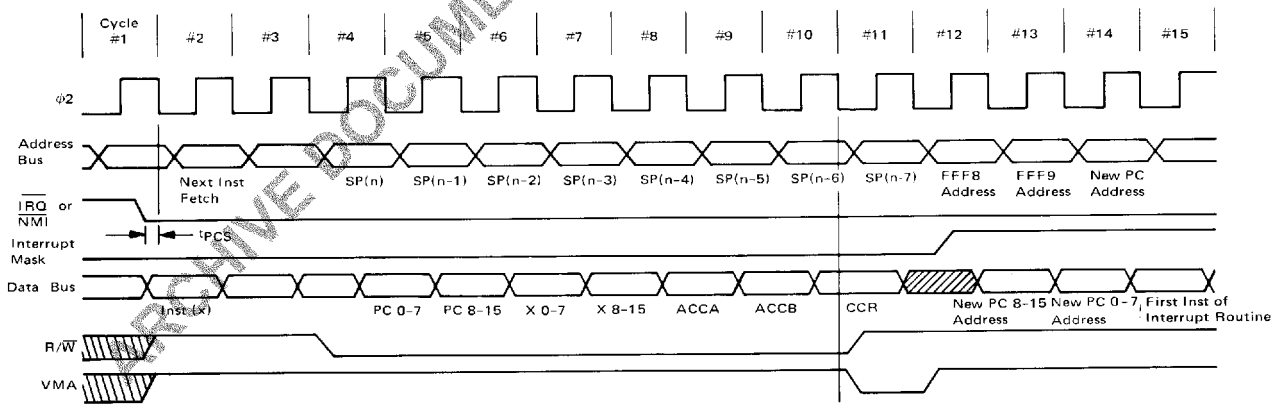 Cycle
#1 #2 #3 #4 #5 #6 #7 #8 #9 #10 #11 #12 #13 #14 #15
φ2
Address
Bus
Next Inst
Fetch
SP(n) SP(n-1) SP(n-2) SP(n-3) SP(n-4) SP(n-5) SP(n-6) SP(n-7) FFF8
Address FFF9
Address New PC
Address
IRQ or
NMI
tPCS
Interrupt
Mask
Data Bus
Inst (x) PC 0-7 PC 8-15 X 0-7 X 8-15 ACCA ACCB CCR New PC 8-15
Address New PC 0-7
Address First Inst of
Interrupt Routine
R/W
VMA
ARCHIVE